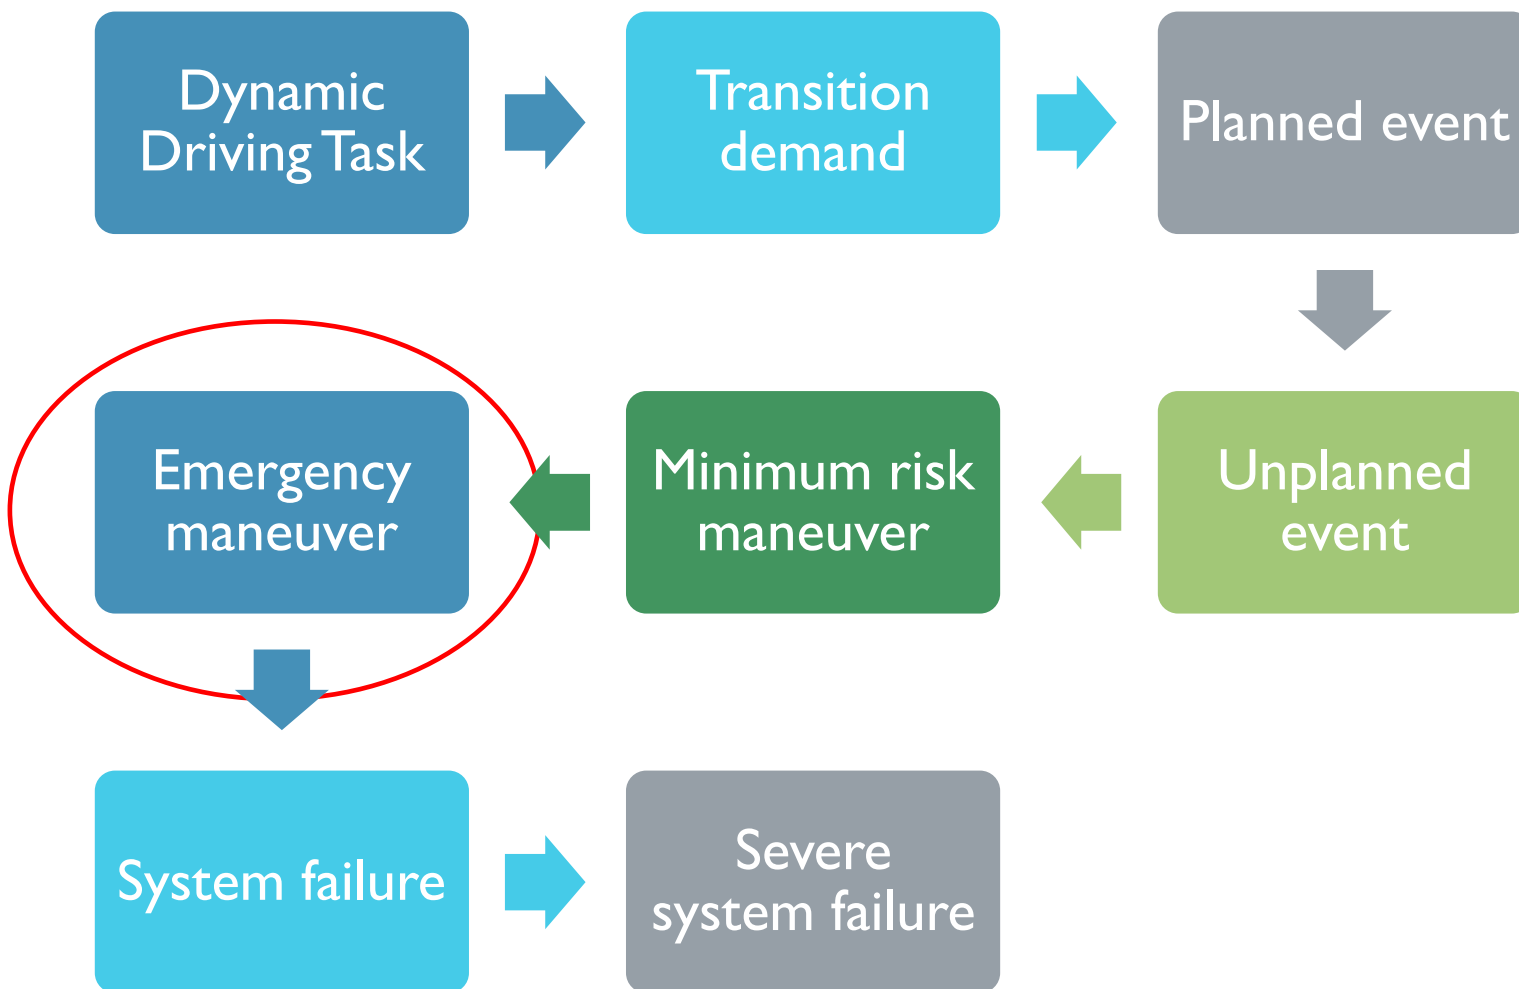 Dynamic
Driving Task
Transition
demand
Planned event
Emergency
maneuver
Minimum risk
maneuver
Unplanned
event
System failure
Severe
system failure